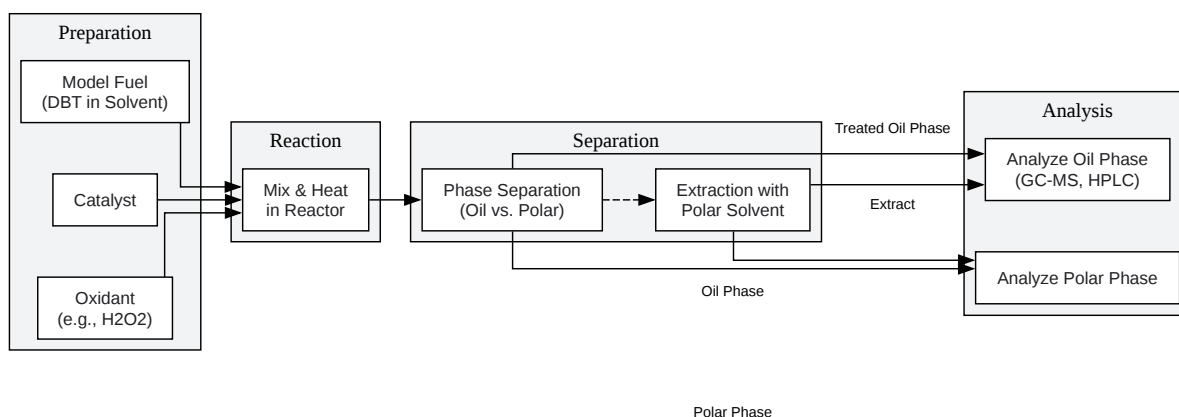 Preparation
Model Fuel
(DBT in Solvent)
Catalyst
Oxidant
(e.g., H2O2)
Reaction
Mix & Heat
in Reactor
Separation
Phase Separation
(Oil vs. Polar)
Extraction with
Polar Solvent
Treated Oil Phase
Extract
Oil Phase
Polar Phase
Analysis
Analyze Oil Phase
(GC-MS, HPLC)
Analyze Polar Phase